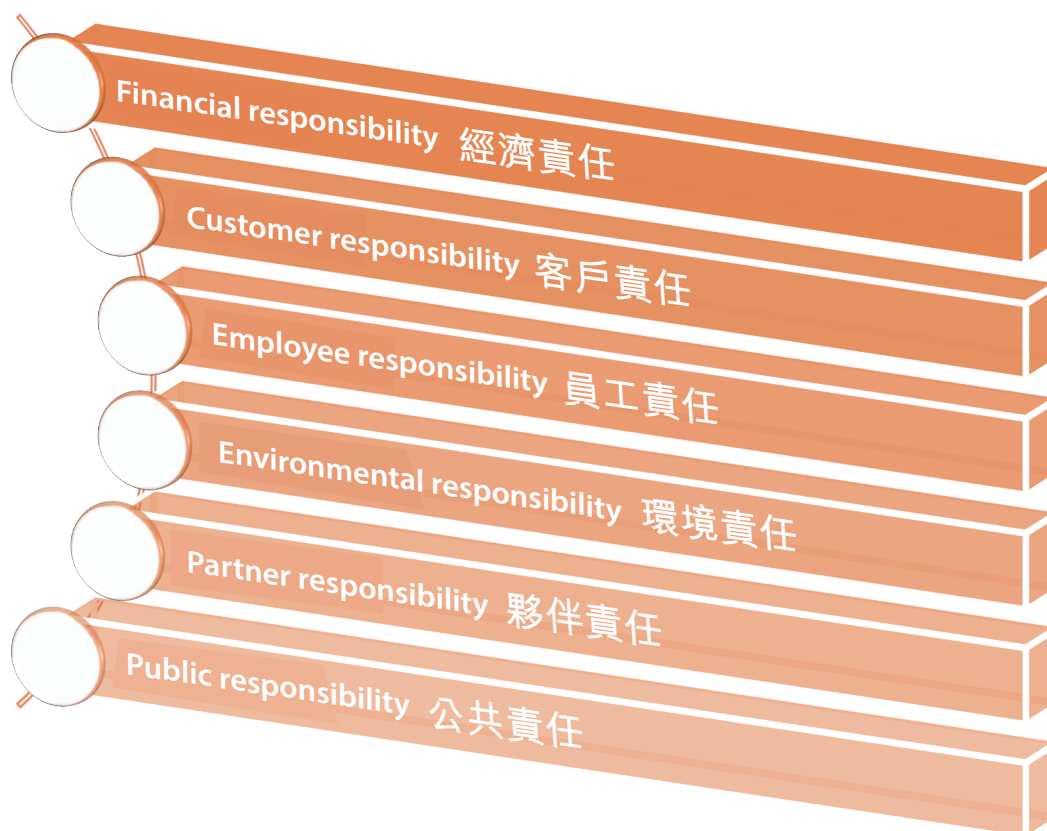 Financial responsibility 經濟責任
Customer responsibility 客戶責任
Employee responsibility 員工責任
Environmental responsibility 環境責任
Partner responsibility 夥伴責任
Public responsibility 公共責任